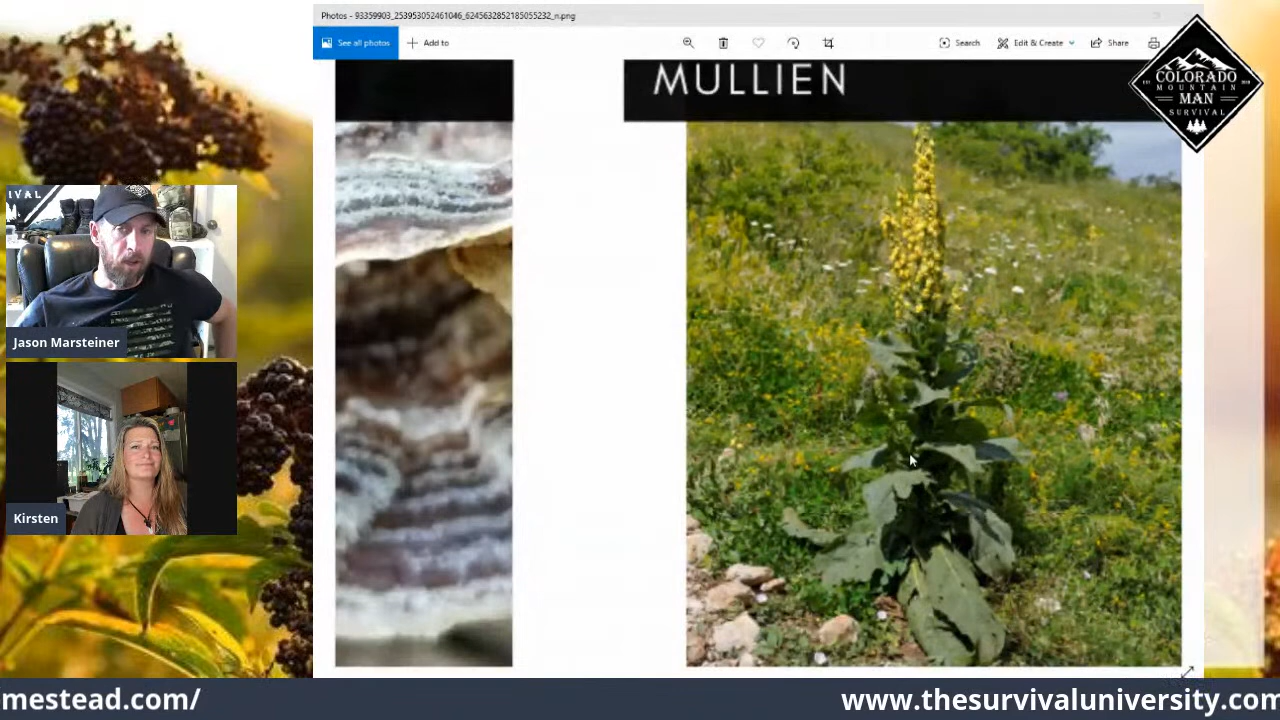 Photos - 93359903_253953052461046_6245632852185055232_n.png
See all photos
Add to
Search
Edit & Create
Share
MULLIEN
COLORADO
MOUNTAIN
MAN
SURVIVAL
IVAL
Jason Marsteiner
Kirsten
mestead.com/
www.thesurvivaluniversity.com